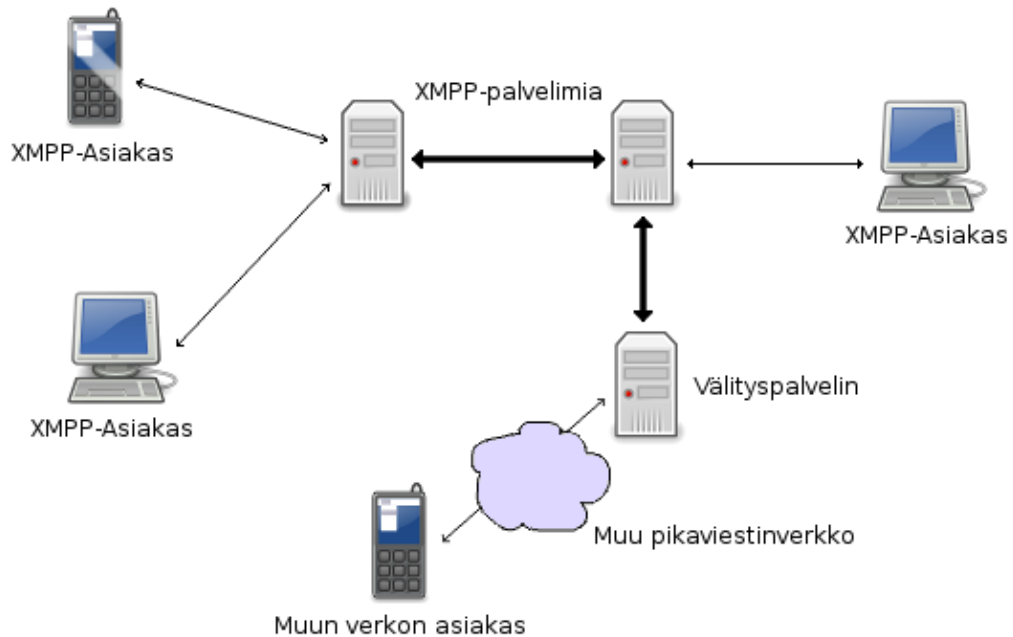 XMPP-palvelimia
XMPP-Asiakas
XMPP-Asiakas
Välityspalvelin
XMPP-Asiakas
Muu pikaviestinverkko
Muun verkon asiakas